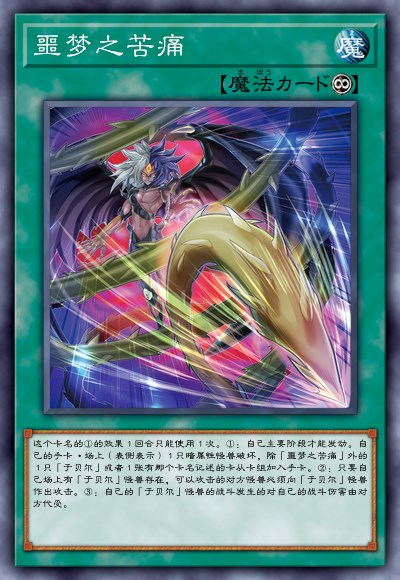 噩梦之苦痛
魔
【魔法カード】
まほう
这个卡名的①的效果1回合只能使用1次。①：自己主要阶段才能发动。自
己的手卡·场上（表侧表示）1只暗属性怪兽破坏，除「噩梦之苦痛」外的
1只「于贝尔」或者1张有那个卡名记述的卡从卡组加入手卡。②：只要自
己场上有「于贝尔」怪兽存在，可以攻击的对方怪兽必须向「于贝尔」怪兽
作出攻击。③：自己的「于贝尔」怪兽的战斗发生的对自己的战斗伤害由对
方代受。